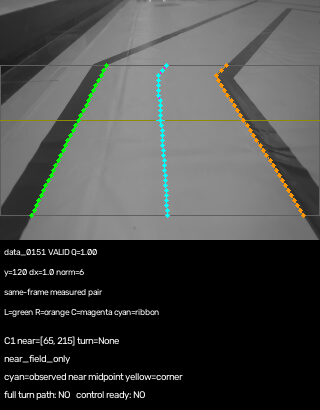 data_0151 VALID Q=1.00
y=120 dx=1.0 norm=6
same-frame measured pair
L=green R=orange C=magenta cyan=ribbon
C1 near=[65, 215] turn=None
near_field_only
cyan=observed near midpoint yellow=corner
full turn path: NO control ready: NO